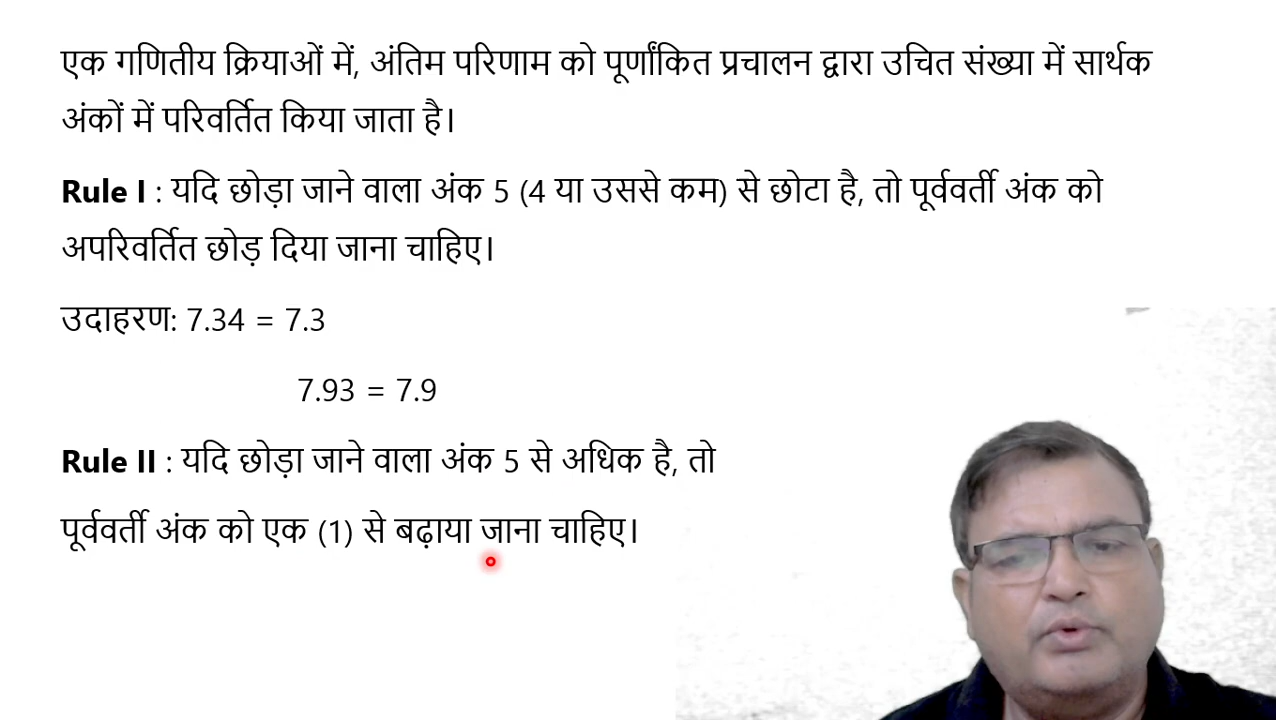 एक गणितीय क्रियाओं में, अंतिम परिणाम को पूर्णांकित प्रचालन द्वारा उचित संख्या में सार्थक
अंकों में परिवर्तित किया जाता है।
Rule I : यदि छोड़ा जाने वाला अंक 5 (4 या उससे कम) से छोटा है, तो पूर्ववर्ती अंक को
अपरिवर्तित छोड़ दिया जाना चाहिए।
उदाहरण: 7.34 = 7.3
7.93 = 7.9
Rule II : यदि छोड़ा जाने वाला अंक 5 से अधिक है, तो
पूर्ववर्ती अंक को एक (1) से बढ़ाया जाना चाहिए।